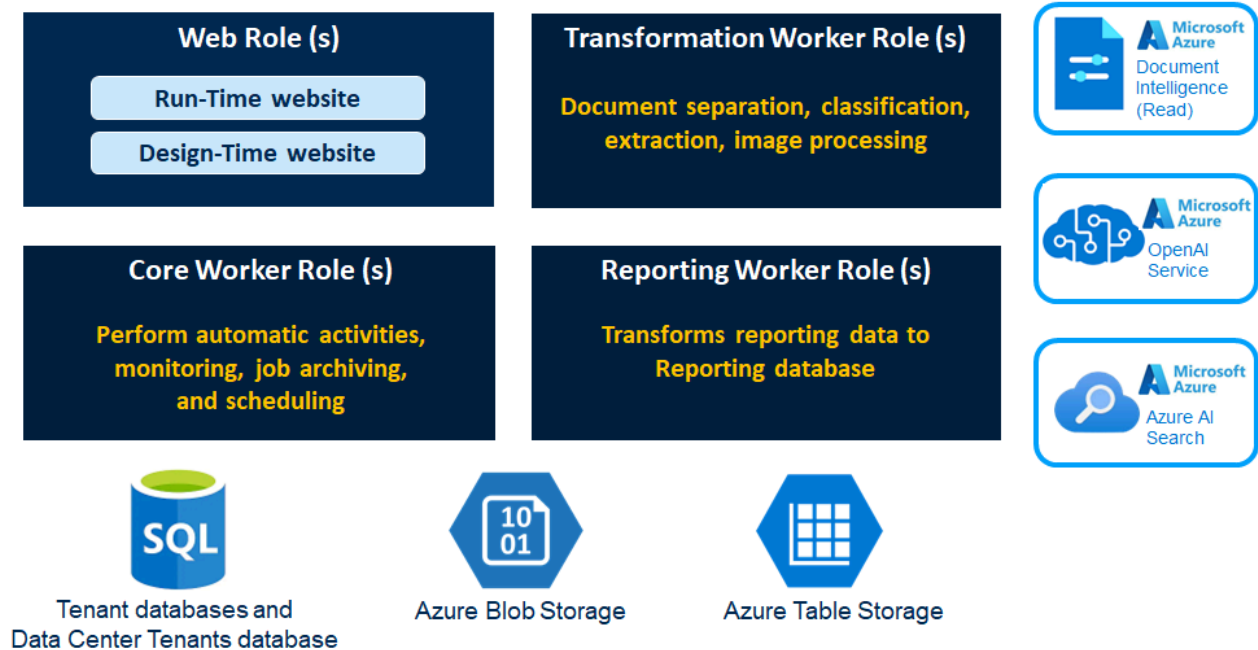 Web Role (s)
Run-Time website
Design-Time website
Transformation Worker Role (s)
Document separation, classification,
extraction, image processing
Core Worker Role (s)
Perform automatic activities,
monitoring, job archiving,
and scheduling
Reporting Worker Role (s)
Transforms reporting data to
Reporting database
Microsoft
Azure
Document
Intelligence
(Read)
Microsoft
Azure
OpenAI
Service
Microsoft
Azure
Azure AI
Search
SQL
Tenant databases and
Data Center Tenants database
10
01
Azure Blob Storage
Azure Table Storage